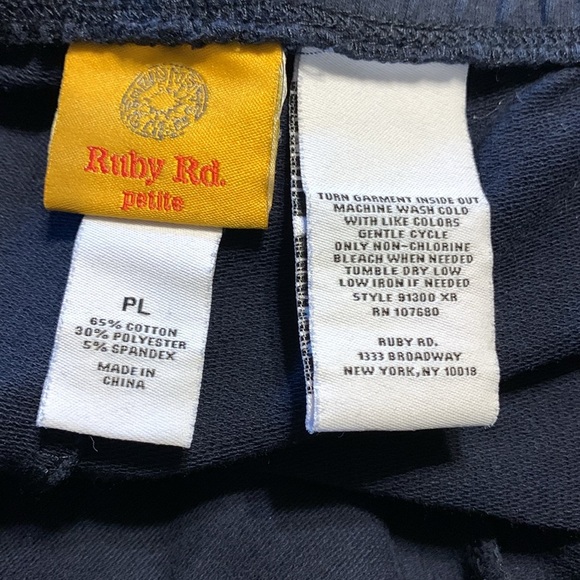 Ruby Rd.
petite
PL
65% COTTON
30% POLYESTER
5% SPANDEX
MADE IN
CHINA
TURN GARMENT INSIDE OUT
MACHINE WASH COLD
WITH LIKE COLORS
GENTLE CYCLE
ONLY NON-CHLORINE
BLEACH WHEN NEEDED
TUMBLE DRY LOW
LOW IRON IF NEEDED
STYLE 91300 XR
RN 107680
RUBY RD.
1333 BROADWAY
NEW YORK, NY 10018